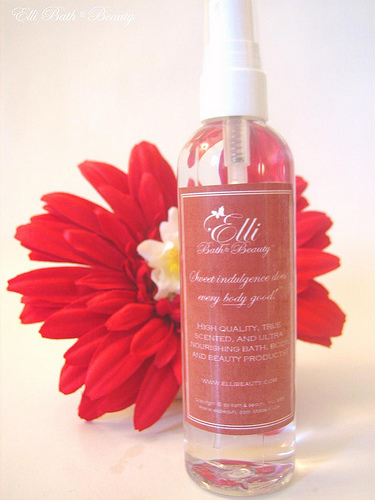 Elli Bath & Beauty
Elli
Bath & Beauty
Sweet indulgence does
every body good!
HIGH QUALITY, TRUE
SCENTED, AND ULTRA
NOURISHING BATH, BODY
AND BEAUTY PRODUCTS
WWW.ELLIBEAUTY.COM